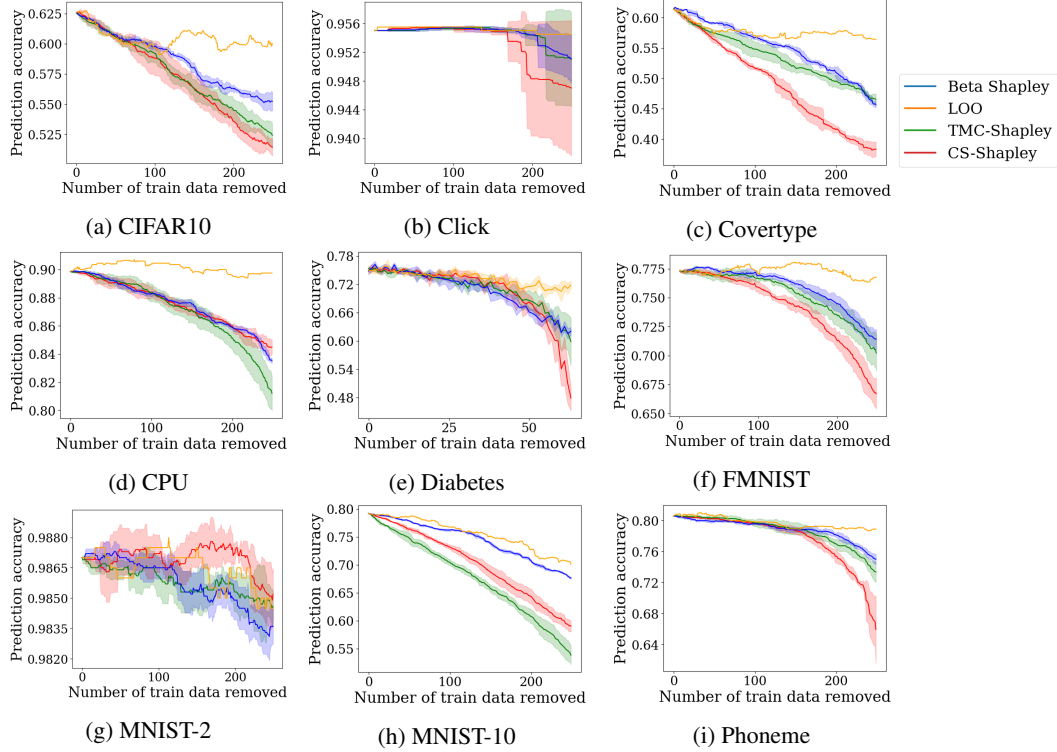 0.625
0.600
0.575
0.550
0.525
Prediction accuracy
0
100
200
Number of train data removed
(a) CIFAR10
0.956
0.952
0.948
0.944
0.940
Prediction accuracy
0
100
200
Number of train data removed
(b) Click
0.60
0.55
0.50
0.45
0.40
Prediction accuracy
0
100
200
Number of train data removed
(c) Covertype
Beta Shapley
LOO
TMC-Shapley
CS-Shapley
0.90
0.88
0.86
0.84
0.82
0.80
Prediction accuracy
0
100
200
Number of train data removed
(d) CPU
0.78
0.72
0.66
0.60
0.54
0.48
Prediction accuracy
0
25
50
Number of train data removed
(e) Diabetes
0.775
0.750
0.725
0.700
0.675
0.650
Prediction accuracy
0
100
200
Number of train data removed
(f) FMNIST
0.9880
0.9865
0.9850
0.9835
0.9820
Prediction accuracy
0
100
200
Number of train data removed
(g) MNIST-2
0.80
0.75
0.70
0.65
0.60
0.55
Prediction accuracy
0
100
200
Number of train data removed
(h) MNIST-10
0.80
0.76
0.72
0.68
0.64
Prediction accuracy
0
100
200
Number of train data removed
(i) Phoneme